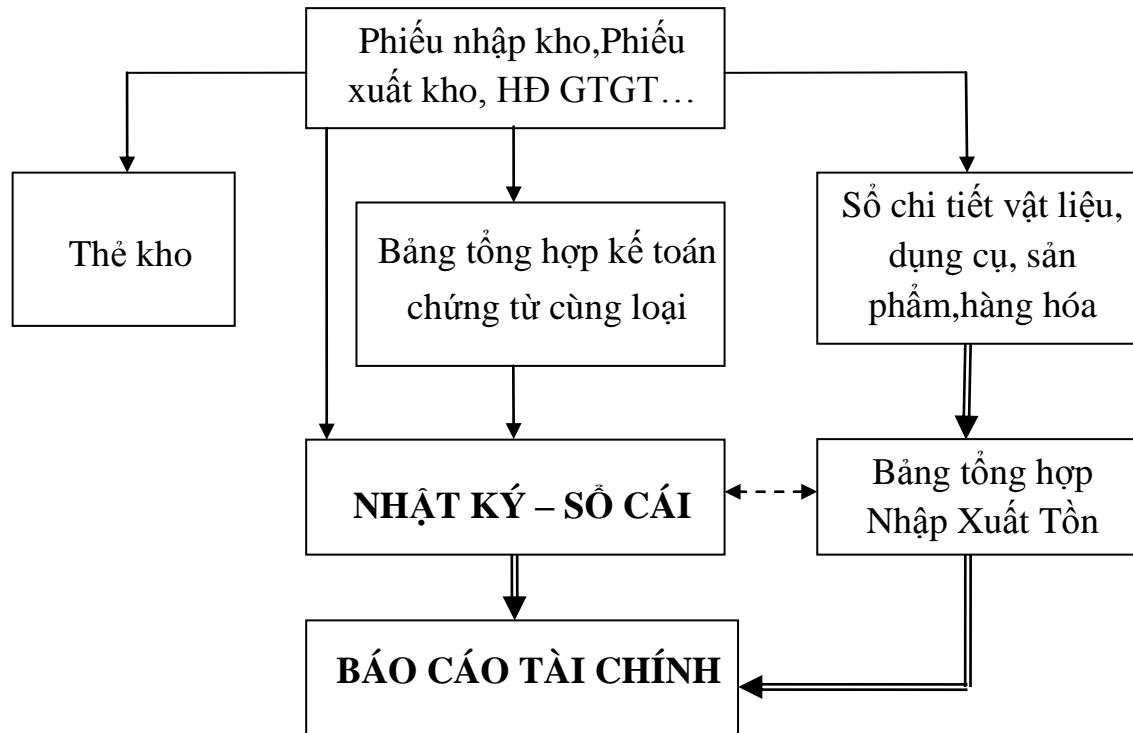 Phiếu nhập kho,Phiếu
xuất kho, HĐ GTGT…
Thẻ kho
Bảng tổng hợp kế toán
chứng từ cùng loại
Sổ chi tiết vật liệu,
dụng cụ, sản
phẩm,hàng hóa
NHẬT KÝ – SỔ CÁI
Bảng tổng hợp
Nhập Xuất Tồn
BÁO CÁO TÀI CHÍNH